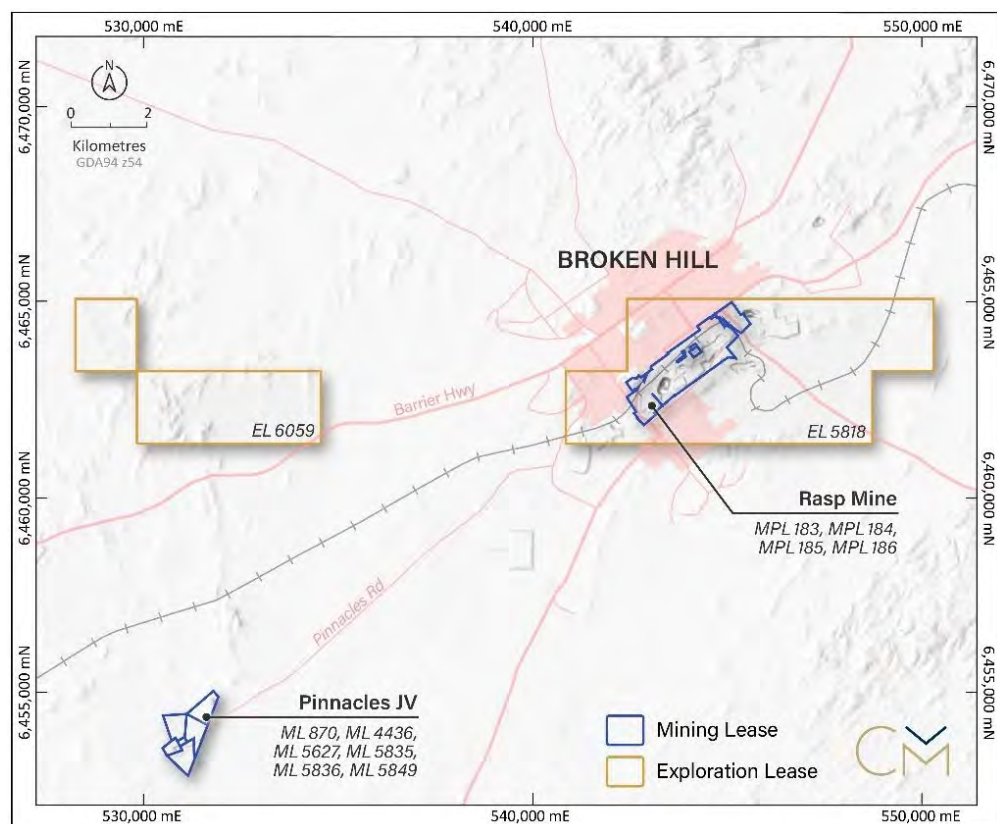 530,000 mE
540,000 mE
550,000 mE
N
0 2
Kilometres
GDA94 z54
6,470,000 mN
6,470,000 mN
BROKEN HILL
6,465,000 mN
6,465,000 mN
Barrier Hwy
EL 6059
EL 5818
6,460,000 mN
6,460,000 mN
Rasp Mine
MPL 183, MPL 184,
MPL 185, MPL 186
Pinnacles Rd
6,455,000 mN
6,455,000 mN
Pinnacles JV
ML 870, ML 4436,
ML 5627, ML 5835,
ML 5836, ML 5849
Mining Lease
Exploration Lease
CM
530,000 mE
540,000 mE
550,000 mE